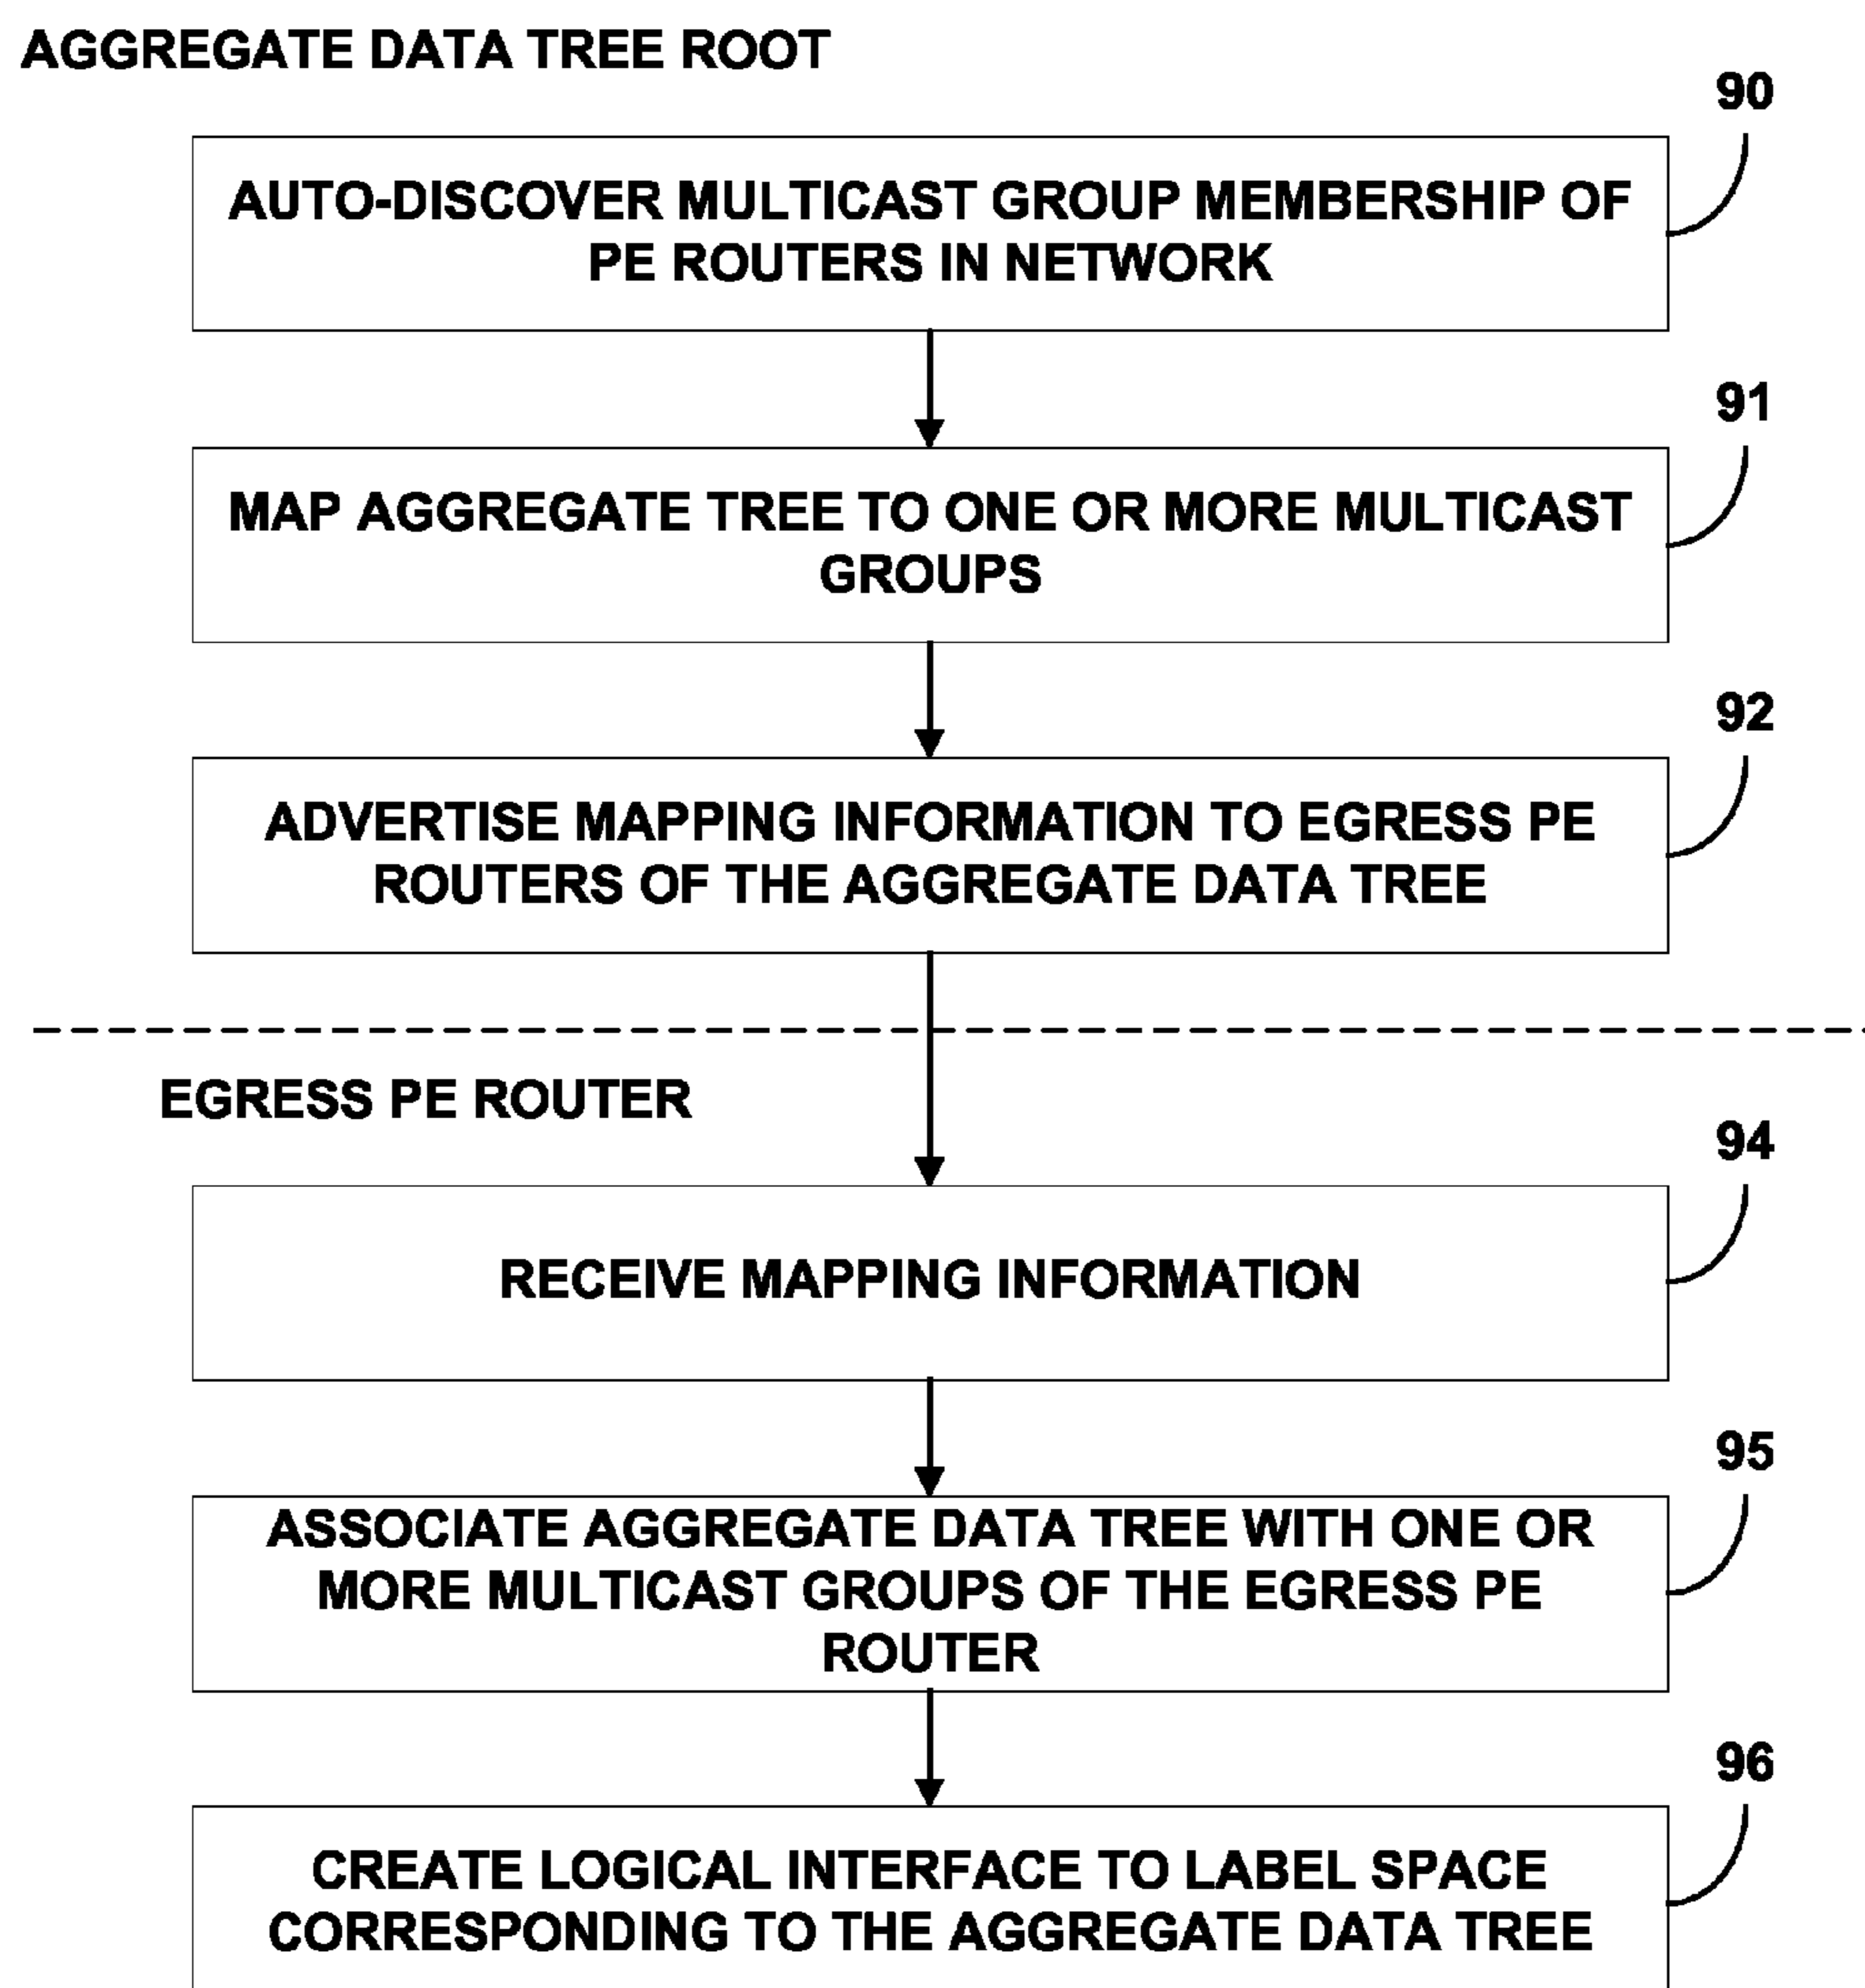 AGGREGATE DATA TREE ROOT
90
AUTO-DISCOVER MULTICAST GROUP MEMBERSHIP OF
PE ROUTERS IN NETWORK
91
MAP AGGREGATE TREE TO ONE OR MORE MULTICAST
GROUPS
92
ADVERTISE MAPPING INFORMATION TO EGRESS PE
ROUTERS OF THE AGGREGATE DATA TREE
EGRESS PE ROUTER
94
RECEIVE MAPPING INFORMATION
95
ASSOCIATE AGGREGATE DATA TREE WITH ONE OR
MORE MULTICAST GROUPS OF THE EGRESS PE
ROUTER
96
CREATE LOGICAL INTERFACE TO LABEL SPACE
CORRESPONDING TO THE AGGREGATE DATA TREE